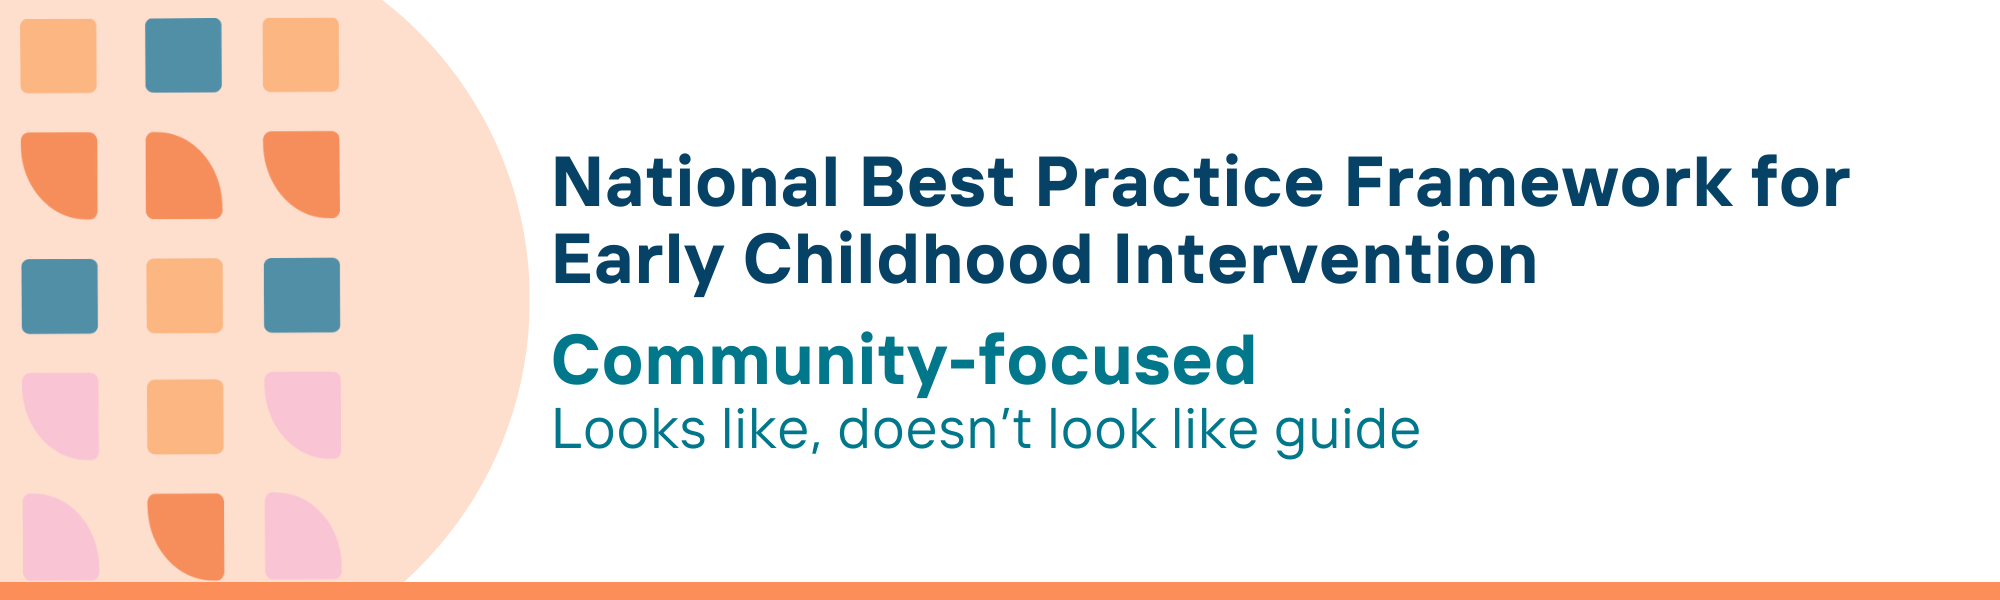 National Best Practice Framework for
Early Childhood Intervention
Community-focused
Looks like, doesn’t look like guide